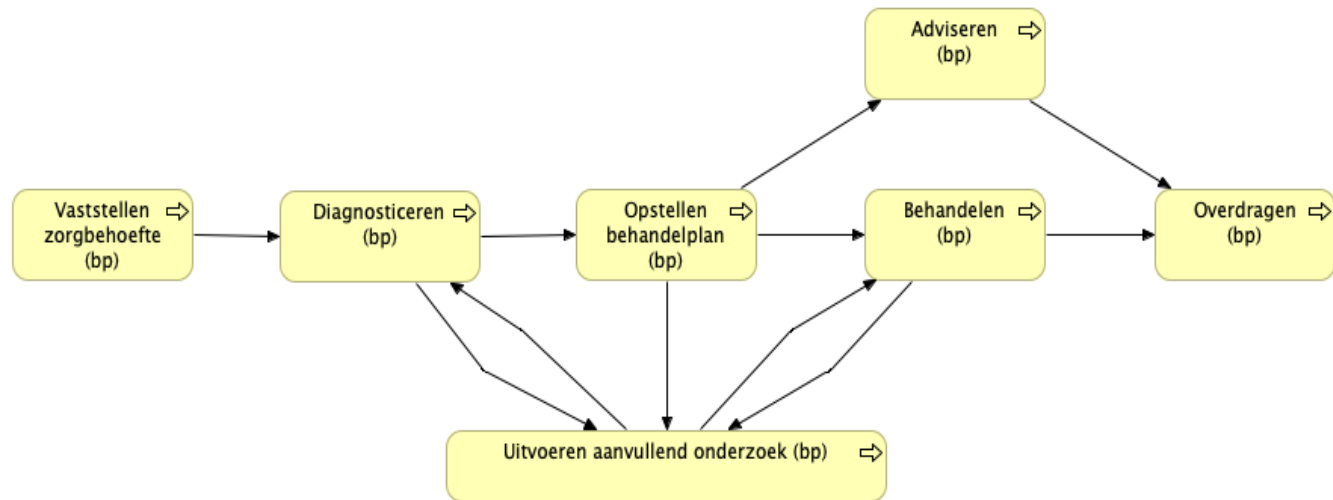 Adviseren
(bp)
Vaststellen
zorgbehoefte
(bp)
Diagnosticeren
(bp)
Opstellen
behandelplan
(bp)
Behandelen
(bp)
Overdragen
(bp)
Uitvoeren aanvullend onderzoek (bp)